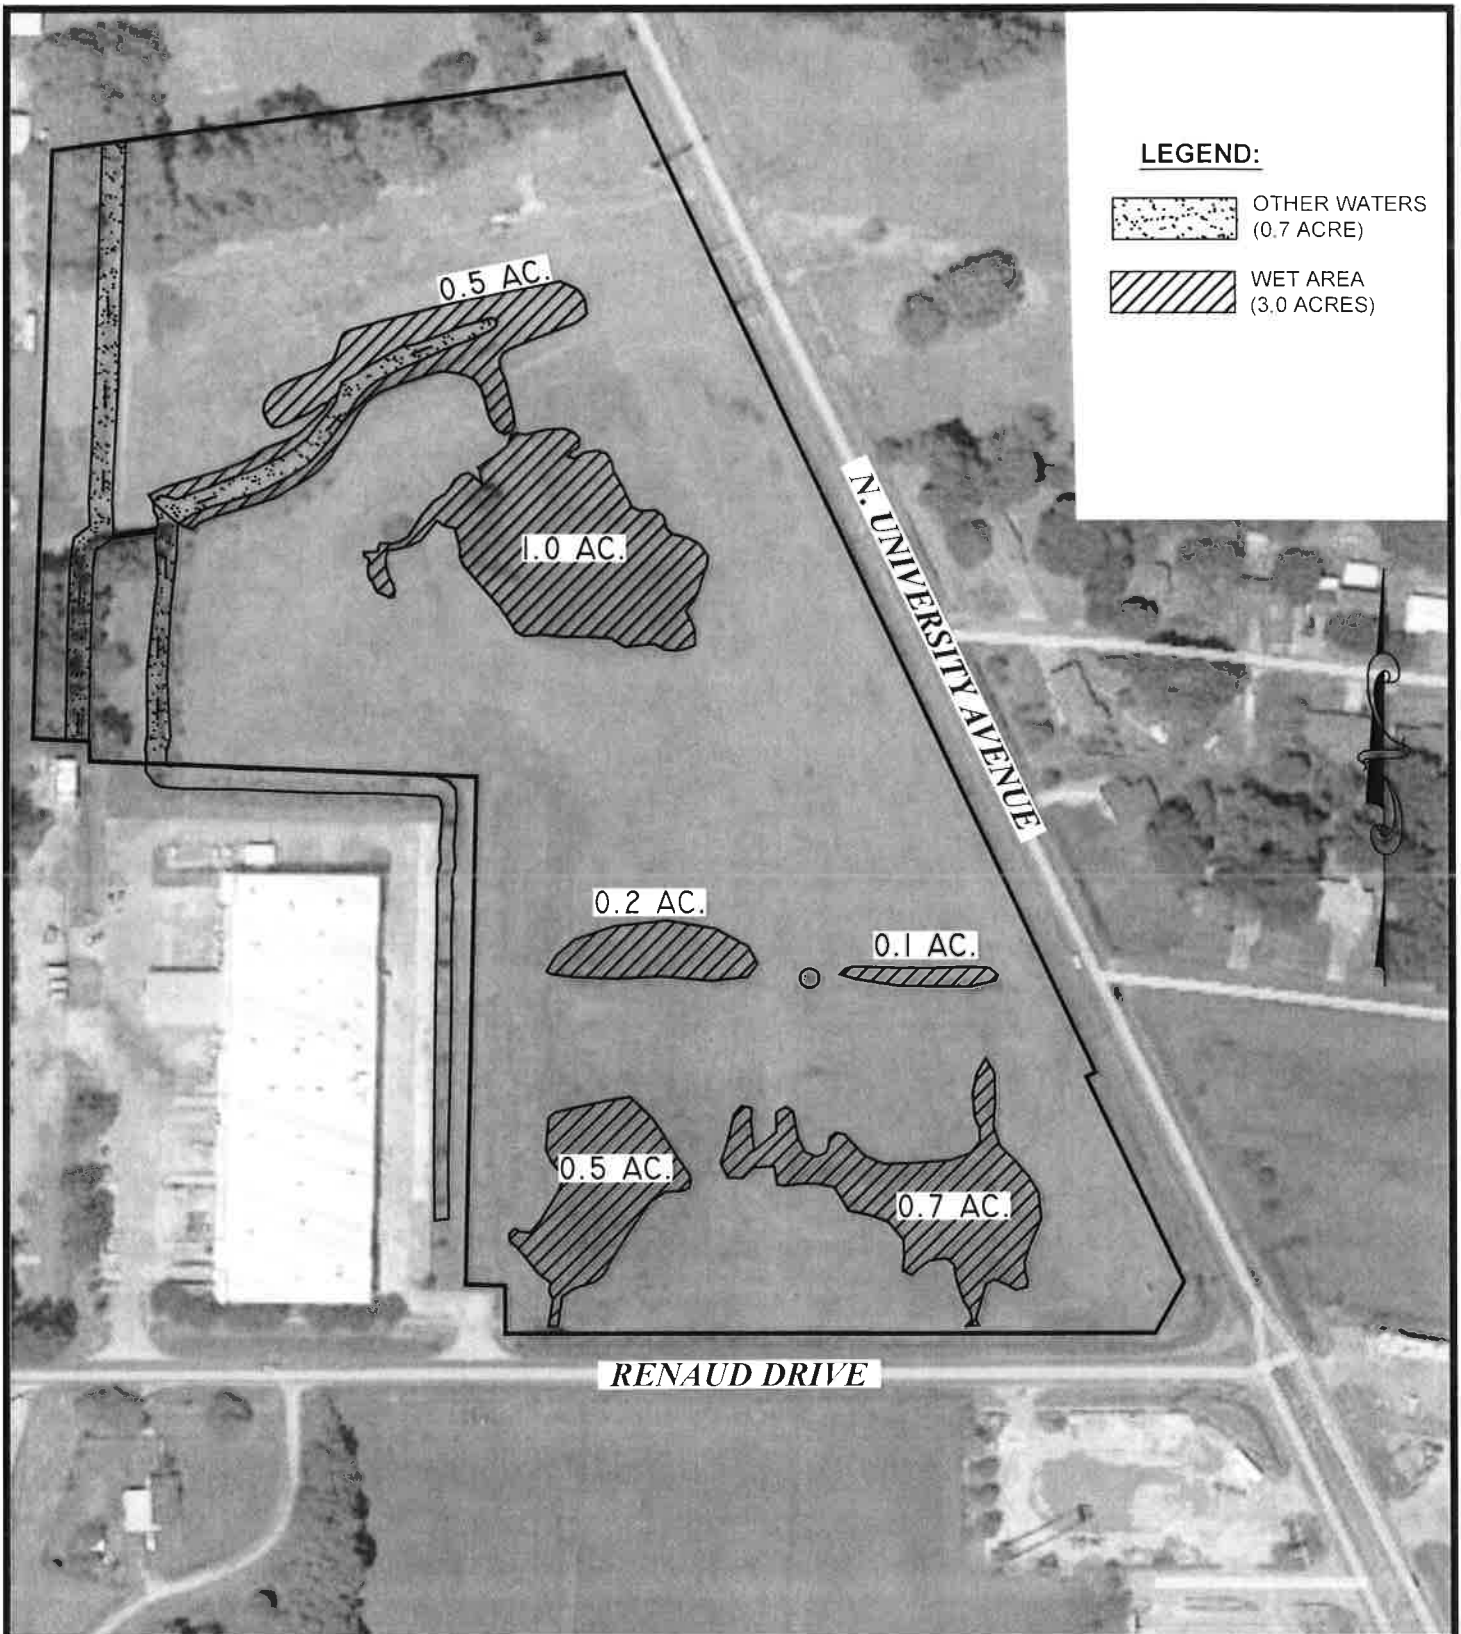 LEGEND:
OTHER WATERS
(0.7 ACRE)
WET AREA
(3.0 ACRES)
0.5 AC.
1.0 AC.
N. UNIVERSITY AVENUE
0.2 AC.
0.1 AC.
0.5 AC.
0.7 AC.
RENAUD DRIVE